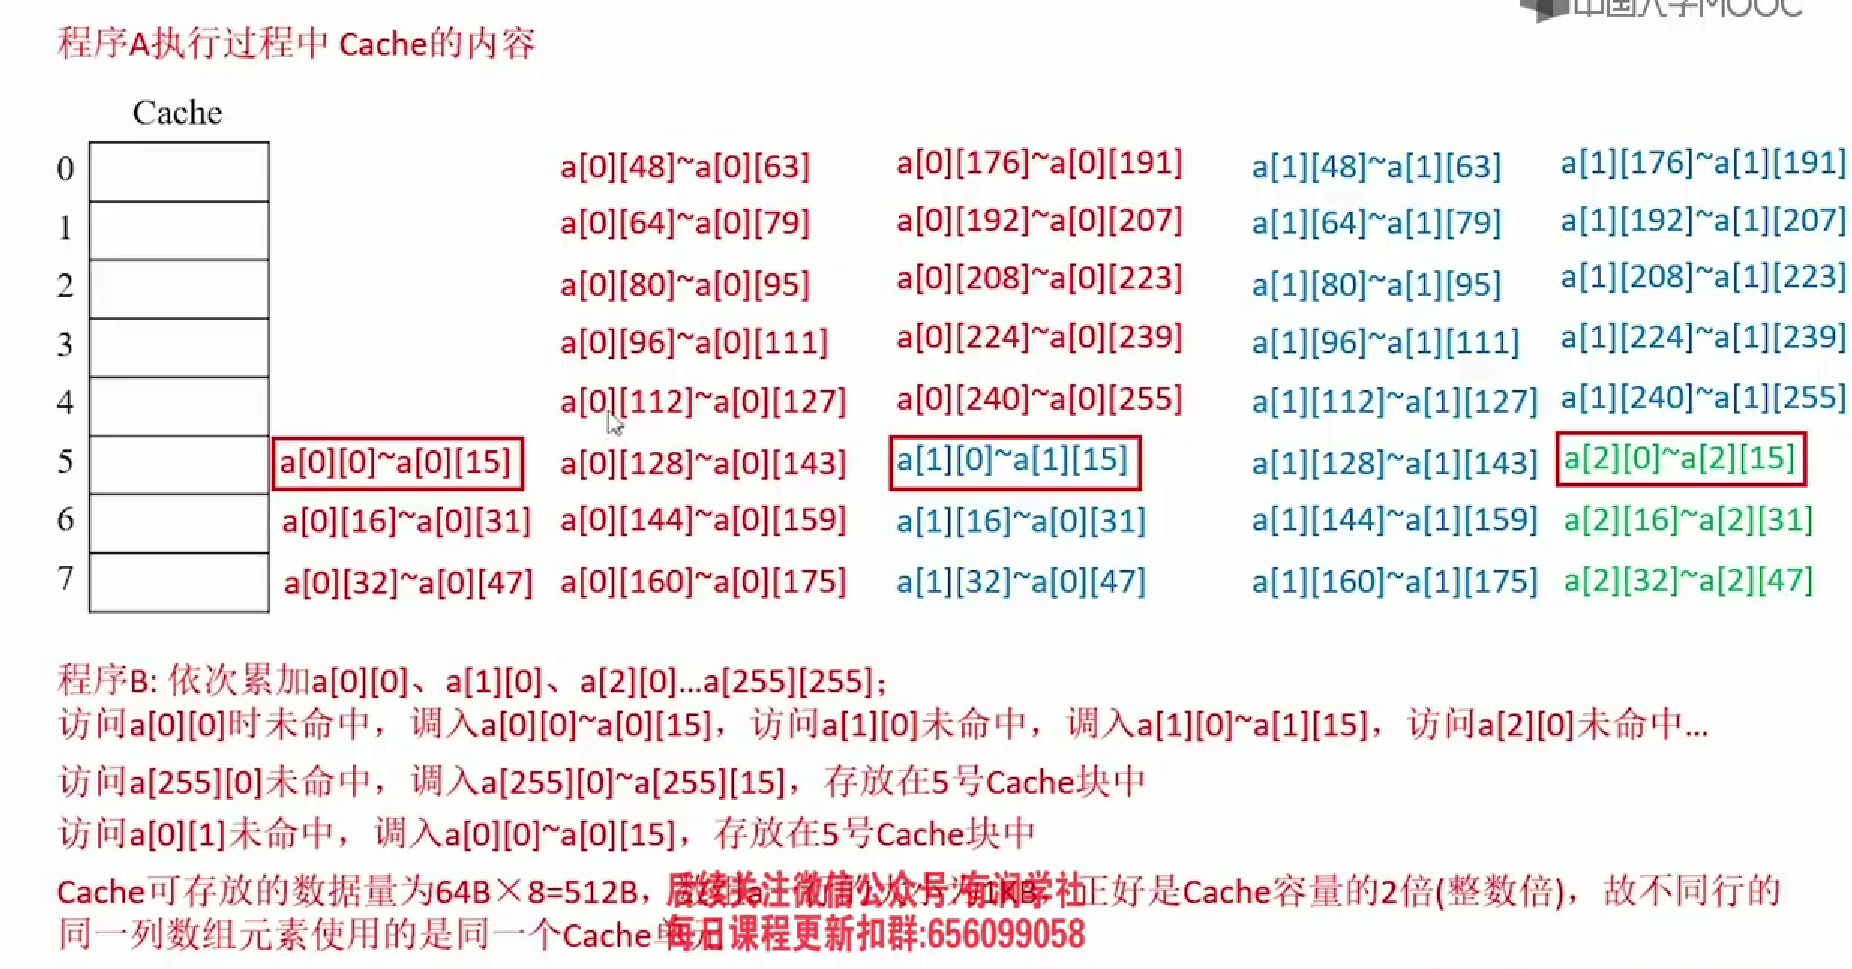 中国大学MOOC
程序A执行过程中 Cache的内容
Cache
0 a[0][48]~a[0][63] a[0][176]~a[0][191] a[1][48]~a[1][63] a[1][176]~a[1][191]
1 a[0][64]~a[0][79] a[0][192]~a[0][207] a[1][64]~a[1][79] a[1][192]~a[1][207]
2 a[0][80]~a[0][95] a[0][208]~a[0][223] a[1][80]~a[1][95] a[1][208]~a[1][223]
3 a[0][96]~a[0][111] a[0][224]~a[0][239] a[1][96]~a[1][111] a[1][224]~a[1][239]
4 a[0][112]~a[0][127] a[0][240]~a[0][255] a[1][112]~a[1][127] a[1][240]~a[1][255]
5 a[0][0]~a[0][15] a[0][128]~a[0][143] a[1][0]~a[1][15] a[1][128]~a[1][143] a[2][0]~a[2][15]
6 a[0][16]~a[0][31] a[0][144]~a[0][159] a[1][16]~a[0][31] a[1][144]~a[1][159] a[2][16]~a[2][31]
7 a[0][32]~a[0][47] a[0][160]~a[0][175] a[1][32]~a[0][47] a[1][160]~a[1][175] a[2][32]~a[2][47]
程序B: 依次累加a[0][0]、a[1][0]、a[2][0]...a[255][255]；
访问a[0][0]时未命中，调入a[0][0]~a[0][15]，访问a[1][0]未命中，调入a[1][0]~a[1][15]，访问a[2][0]未命中...
访问a[255][0]未命中，调入a[255][0]~a[255][15]，存放在5号Cache块中
访问a[0][1]未命中，调入a[0][0]~a[0][15]，存放在5号Cache块中
Cache可存放的数据量为64B×8=512B，为1KB，正好是Cache容量的2倍(整数倍)，故不同行的
同一列数组元素使用的是同一个Cache单元
后续关注微信公众号:有润学社
每日课程更新扣群:656099058